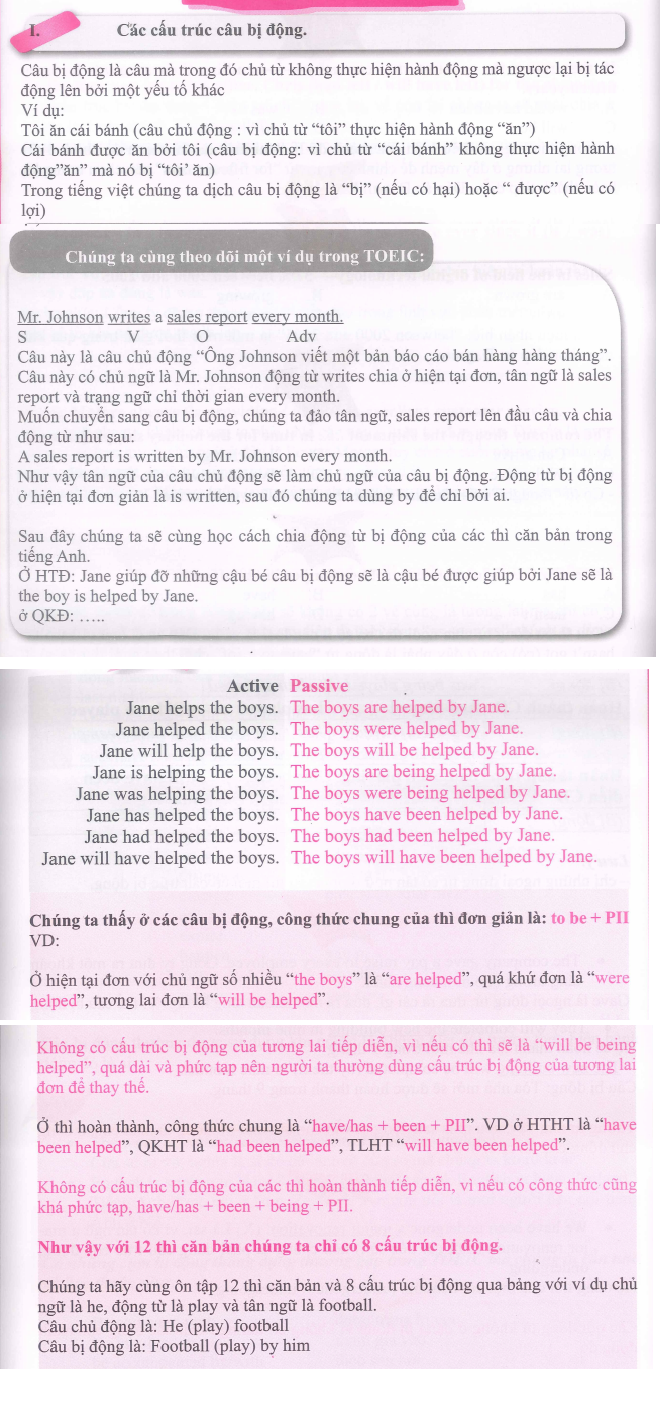 I. Các cấu trúc câu bị động.
Câu bị động là câu mà trong đó chủ từ không thực hiện hành động mà ngược lại bị tác
động lên bởi một yếu tố khác
Ví dụ:
Tôi ăn cái bánh (câu chủ động : vì chủ từ “tôi” thực hiện hành động “ăn”)
Cái bánh được ăn bởi tôi (câu bị động: vì chủ từ “cái bánh” không thực hiện hành
động”ăn” mà nó bị “tôi’ ăn)
Trong tiếng việt chúng ta dịch câu bị động là “bị” (nếu có hại) hoặc “ được” (nếu có
lợi)
Chúng ta cùng theo dõi một ví dụ trong TOEIC:
Mr. Johnson writes a sales report every month.
S V O Adv
Câu này là câu chủ động “Ông Johnson viết một bản báo cáo bán hàng hàng tháng”.
Câu này có chủ ngữ là Mr. Johnson động từ writes chia ở hiện tại đơn, tân ngữ là sales
report và trạng ngữ chỉ thời gian every month.
Muốn chuyển sang câu bị động, chúng ta đảo tân ngữ, sales report lên đầu câu và chia
động từ như sau:
A sales report is written by Mr. Johnson every month.
Như vậy tân ngữ của câu chủ động sẽ làm chủ ngữ của câu bị động. Động từ bị động
ở hiện tại đơn giản là is written, sau đó chúng ta dùng by để chỉ bởi ai.
Sau đây chúng ta sẽ cùng học cách chia động từ bị động của các thì căn bản trong
tiếng Anh.
Ở HTĐ: Jane giúp đỡ những cậu bé câu bị động sẽ là cậu bé được giúp bởi Jane sẽ là
the boy is helped by Jane.
ở QKĐ: …..
Active Passive
Jane helps the boys. The boys are helped by Jane.
Jane helped the boys. The boys were helped by Jane.
Jane will help the boys. The boys will be helped by Jane.
Jane is helping the boys. The boys are being helped by Jane.
Jane was helping the boys. The boys were being helped by Jane.
Jane has helped the boys. The boys have been helped by Jane.
Jane had helped the boys. The boys had been helped by Jane.
Jane will have helped the boys. The boys will have been helped by Jane.
Chúng ta thấy ở các câu bị động, công thức chung của thì đơn giản là: to be + PII
VD:
Ở hiện tại đơn với chủ ngữ số nhiều “the boys” là “are helped”, quá khứ đơn là “were
helped”, tương lai đơn là “will be helped”.
Không có cấu trúc bị động của tương lai tiếp diễn, vì nếu có thì sẽ là “will be being
helped”, quá dài và phức tạp nên người ta thường dùng cấu trúc bị động của tương lai
đơn để thay thế.
Ở thì hoàn thành, công thức chung là “have/has + been + PII”. VD ở HTHT là “have
been helped”, QKHT là “had been helped”, TLHT “will have been helped”.
Không có cấu trúc bị động của các thì hoàn thành tiếp diễn, vì nếu có công thức cũng
khá phức tạp, have/has + been + being + PII.
Như vậy với 12 thì căn bản chúng ta chỉ có 8 cấu trúc bị động.
Chúng ta hãy cùng ôn tập 12 thì căn bản và 8 cấu trúc bị động qua bảng với ví dụ chủ
ngữ là he, động từ là play và tân ngữ là football.
Câu chủ động là: He (play) football
Câu bị động là: Football (play) by him